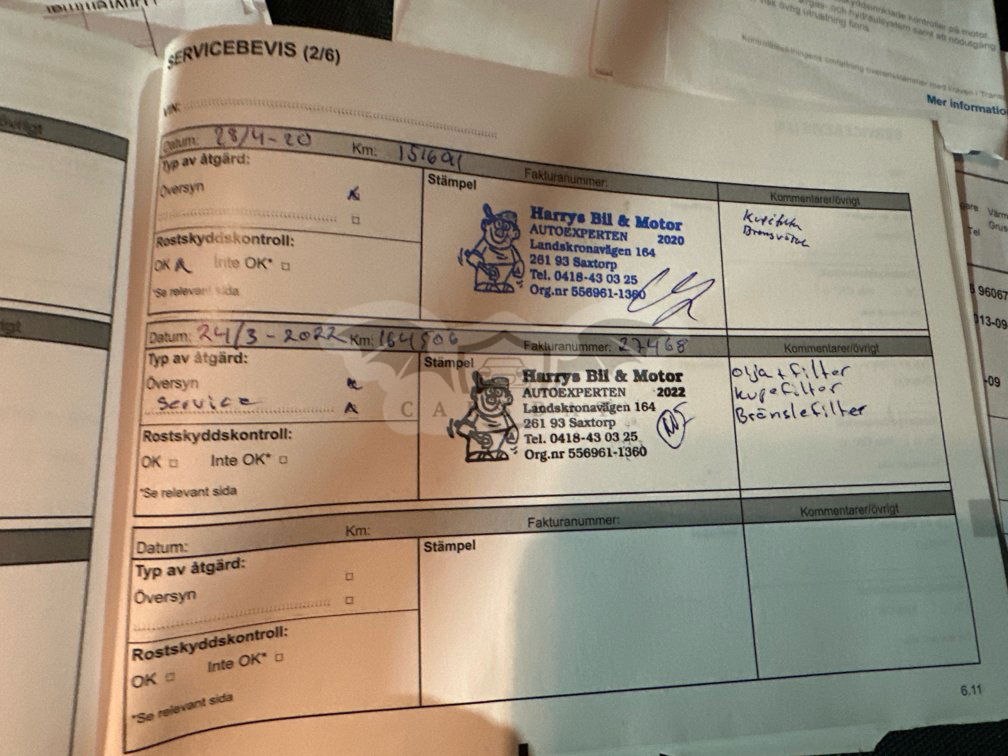 SERVICEBEVIS (2/6)
VIN:
Datum: 28/4-20 Km: 151601 Fakturanummer: Kommentarer/övrigt
Typ av åtgärd:
Översyn
Stämpel
Harrys Bil & Motor
AUTOEXPERTEN 2020
Landskronavägen 164
261 93 Saxtorp
Tel. 0418-43 03 25
Org.nr 556961-1360
Rostskyddskontroll:
OK Inte OK*
*Se relevant sida
Datum: 24/3-2022 Km: 164506 Fakturanummer: 27468 Kommentarer/övrigt
Typ av åtgärd:
Översyn
Service
Stämpel
Harrys Bil & Motor
AUTOEXPERTEN 2022
Landskronavägen 164
261 93 Saxtorp
Tel. 0418-43 03 25
Org.nr 556961-1360
Olja + filter
kupefilter
Bränslefilter
Rostskyddskontroll:
OK Inte OK*
*Se relevant sida
Datum: Km: Fakturanummer: Kommentarer/övrigt
Typ av åtgärd:
Översyn
Stämpel
Rostskyddskontroll:
OK Inte OK*
*Se relevant sida
6.11
Mer informatio